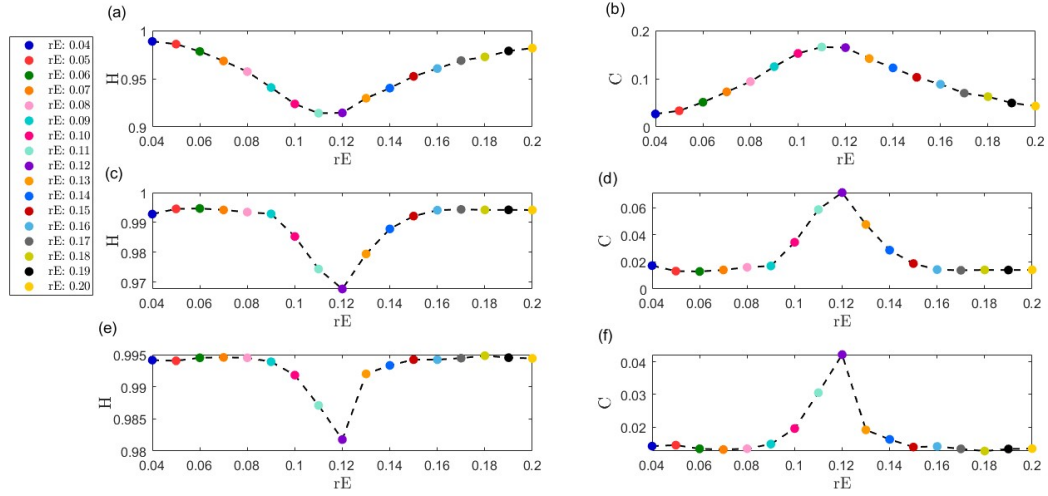 rE: 0.04
rE: 0.05
rE: 0.06
rE: 0.07
rE: 0.08
rE: 0.09
rE: 0.10
rE: 0.11
rE: 0.12
rE: 0.13
rE: 0.14
rE: 0.15
rE: 0.16
rE: 0.17
rE: 0.18
rE: 0.19
rE: 0.20
(a)
1
0.95
0.9
H
0.04 0.06 0.08 0.1 0.12 0.14 0.16 0.18 0.2
rE
(b)
0.2
0.1
0
C
0.04 0.06 0.08 0.10 0.12 0.14 0.16 0.18 0.2
rE
(c)
1
0.99
0.98
0.97
H
0.04 0.06 0.08 0.1 0.12 0.14 0.16 0.18 0.2
rE
(d)
0.06
0.04
0.02
0
C
0.04 0.06 0.08 0.10 0.12 0.14 0.16 0.18 0.2
rE
(e)
0.995
0.99
0.985
0.98
H
0.04 0.06 0.08 0.1 0.12 0.14 0.16 0.18 0.2
rE
(f)
0.04
0.03
0.02
C
0.04 0.06 0.08 0.10 0.12 0.14 0.16 0.18 0.2
rE